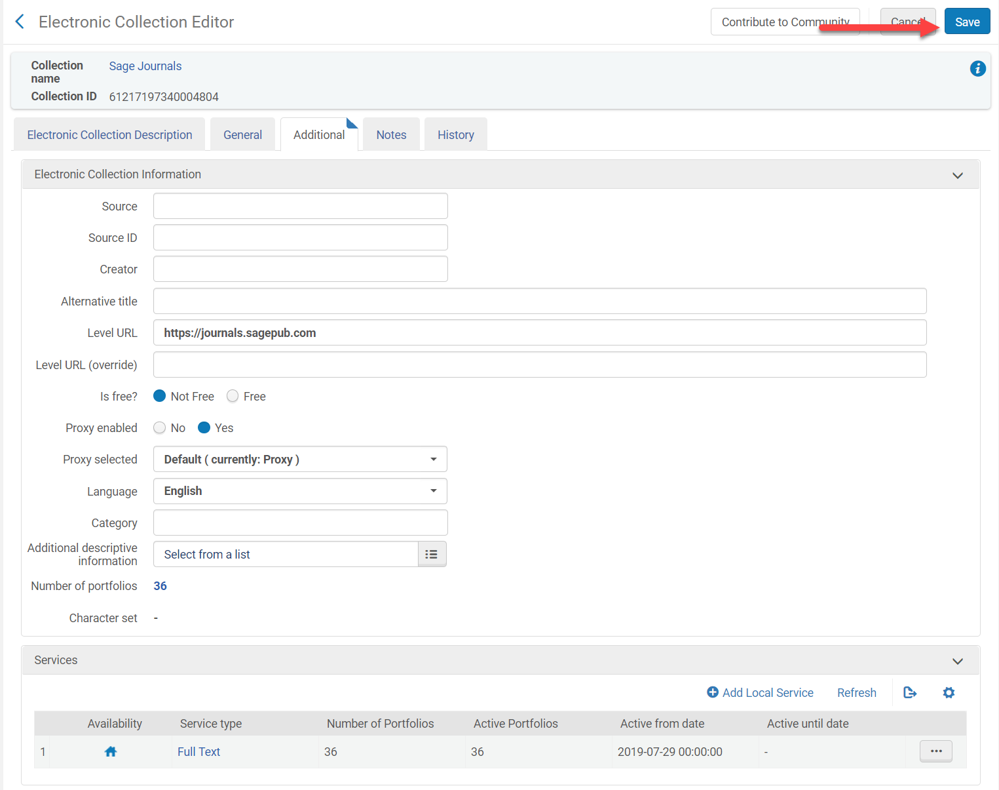 Electronic Collection Editor
Contribute to Community
Cancel
Save
Collection name
Sage Journals
Collection ID
61217197340004804
Electronic Collection Description
General
Additional
Notes
History
Electronic Collection Information
Source
Source ID
Creator
Alternative title
Level URL
https://journals.sagepub.com
Level URL (override)
Is free?
Not Free
Free
Proxy enabled
No
Yes
Proxy selected
Default ( currently: Proxy )
Language
English
Category
Additional descriptive
information
Select from a list
Number of portfolios
36
Character set
-
Services
Add Local Service
Refresh
Availability
Service type
Number of Portfolios
Active Portfolios
Active from date
Active until date
1
Full Text
36
36
2019-07-29 00:00:00
-